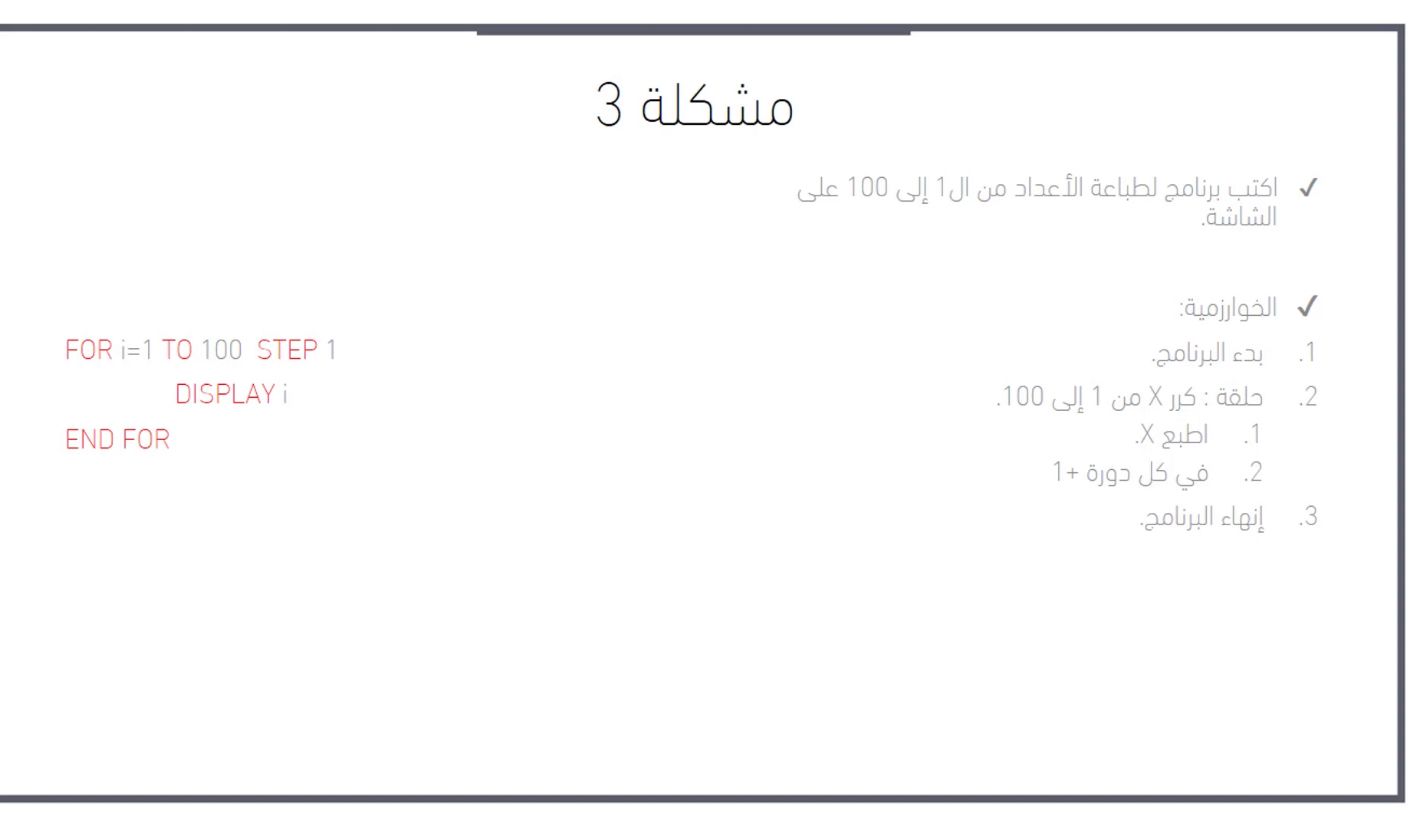 مشكلة 3
✓ اكتب برنامج لطباعة الأعداد من ال1 إلى 100 على
الشاشة.
✓ الخوارزمية:
1. بدء البرنامج.
2. حلقة : كرر X من 1 إلى 100.
1. اطبع X.
2. في كل دورة +1
3. إنهاء البرنامج.
FOR i=1 TO 100 STEP 1
DISPLAY i
END FOR